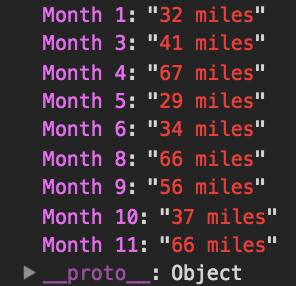 Month 1: "32 miles"
Month 3: "41 miles"
Month 4: "67 miles"
Month 5: "29 miles"
Month 6: "34 miles"
Month 8: "66 miles"
Month 9: "56 miles"
Month 10: "37 miles"
Month 11: "66 miles"
▶ __proto__: Object